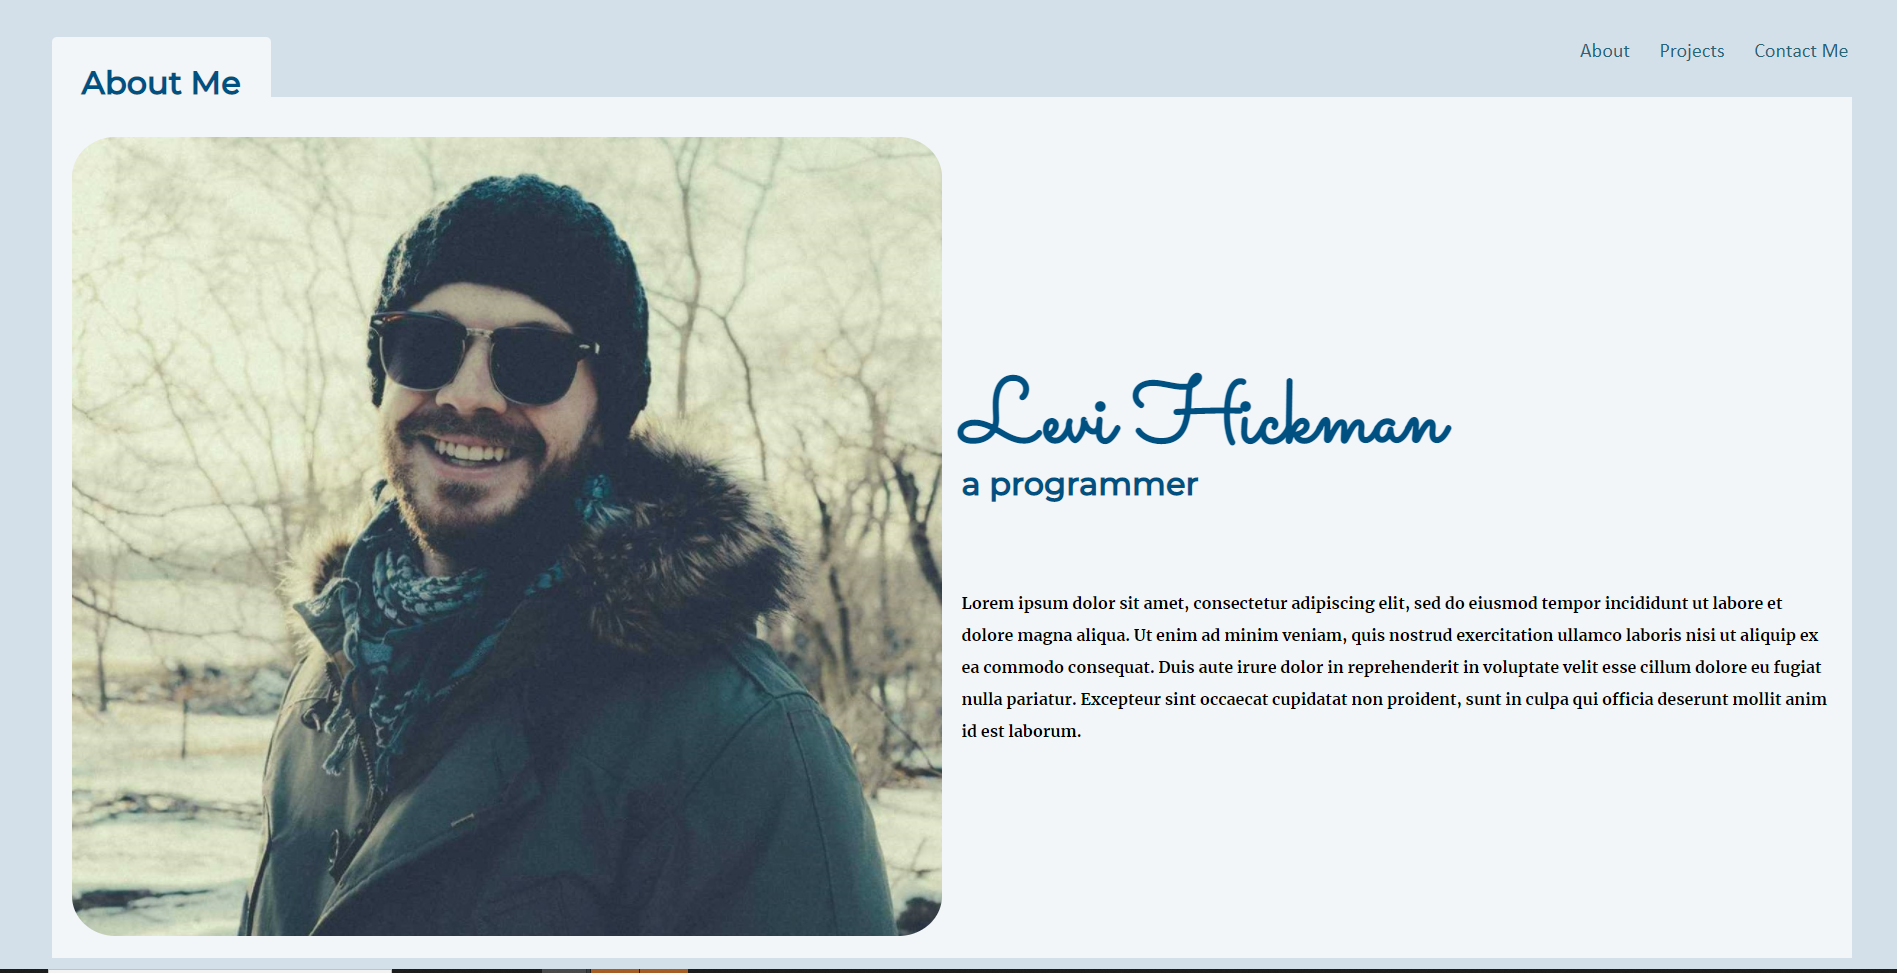 About Projects Contact Me
About Me
Levi Hickman
a programmer
Lorem ipsum dolor sit amet, consectetur adipiscing elit, sed do eiusmod tempor incididunt ut labore et
dolore magna aliqua. Ut enim ad minim veniam, quis nostrud exercitation ullamco laboris nisi ut aliquip ex
ea commodo consequat. Duis aute irure dolor in reprehenderit in voluptate velit esse cillum dolore eu fugiat
nulla pariatur. Excepteur sint occaecat cupidatat non proident, sunt in culpa qui officia deserunt mollit anim
id est laborum.